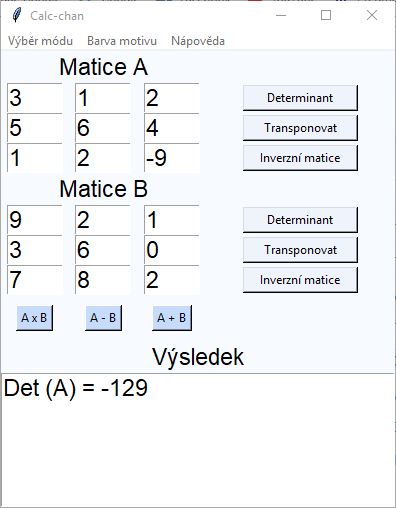 Calc-chan
Výběr módu Barva motivu Nápověda
Matice A
3 1 2 Determinant
5 6 4 Transponovat
1 2 -9 Inverzní matice
Matice B
9 2 1 Determinant
3 6 0 Transponovat
7 8 2 Inverzní matice
A x B A - B A + B
Výsledek
Det (A) = -129